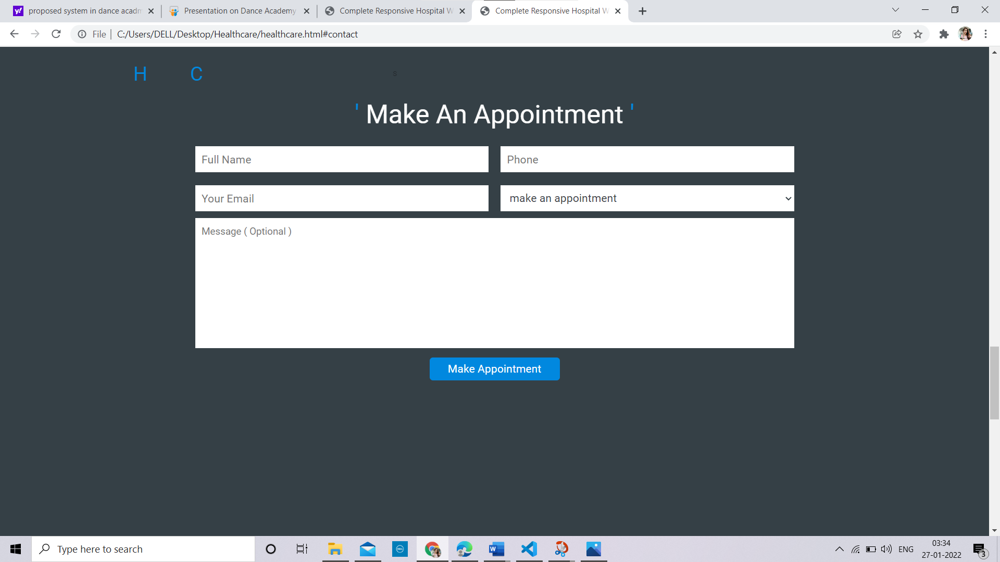 proposed system in dance acadm
Presentation on Dance Academy
Complete Responsive Hospital W
Complete Responsive Hospital W
File
C:/Users/DELL/Desktop/Healthcare/healthcare.html#contact
H C
s
' Make An Appointment '
Full Name
Phone
Your Email
make an appointment
Message ( Optional )
Make Appointment
Type here to search
ENG
03:34
27-01-2022
3